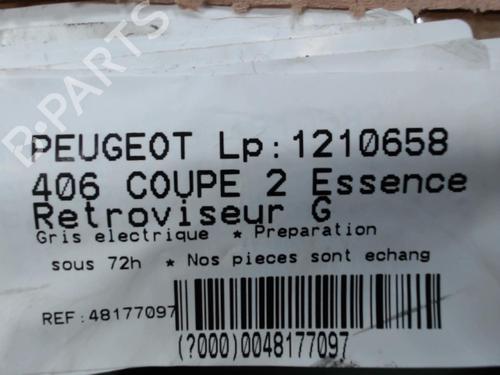 PEUGEOT Lp:1210658
406 COUPE 2 Essence
Retroviseur G
Gris electrique * Preparation
sous 72h * Nos pieces sont echang
REF:48177097
(?000)0048177097
B-PARTS